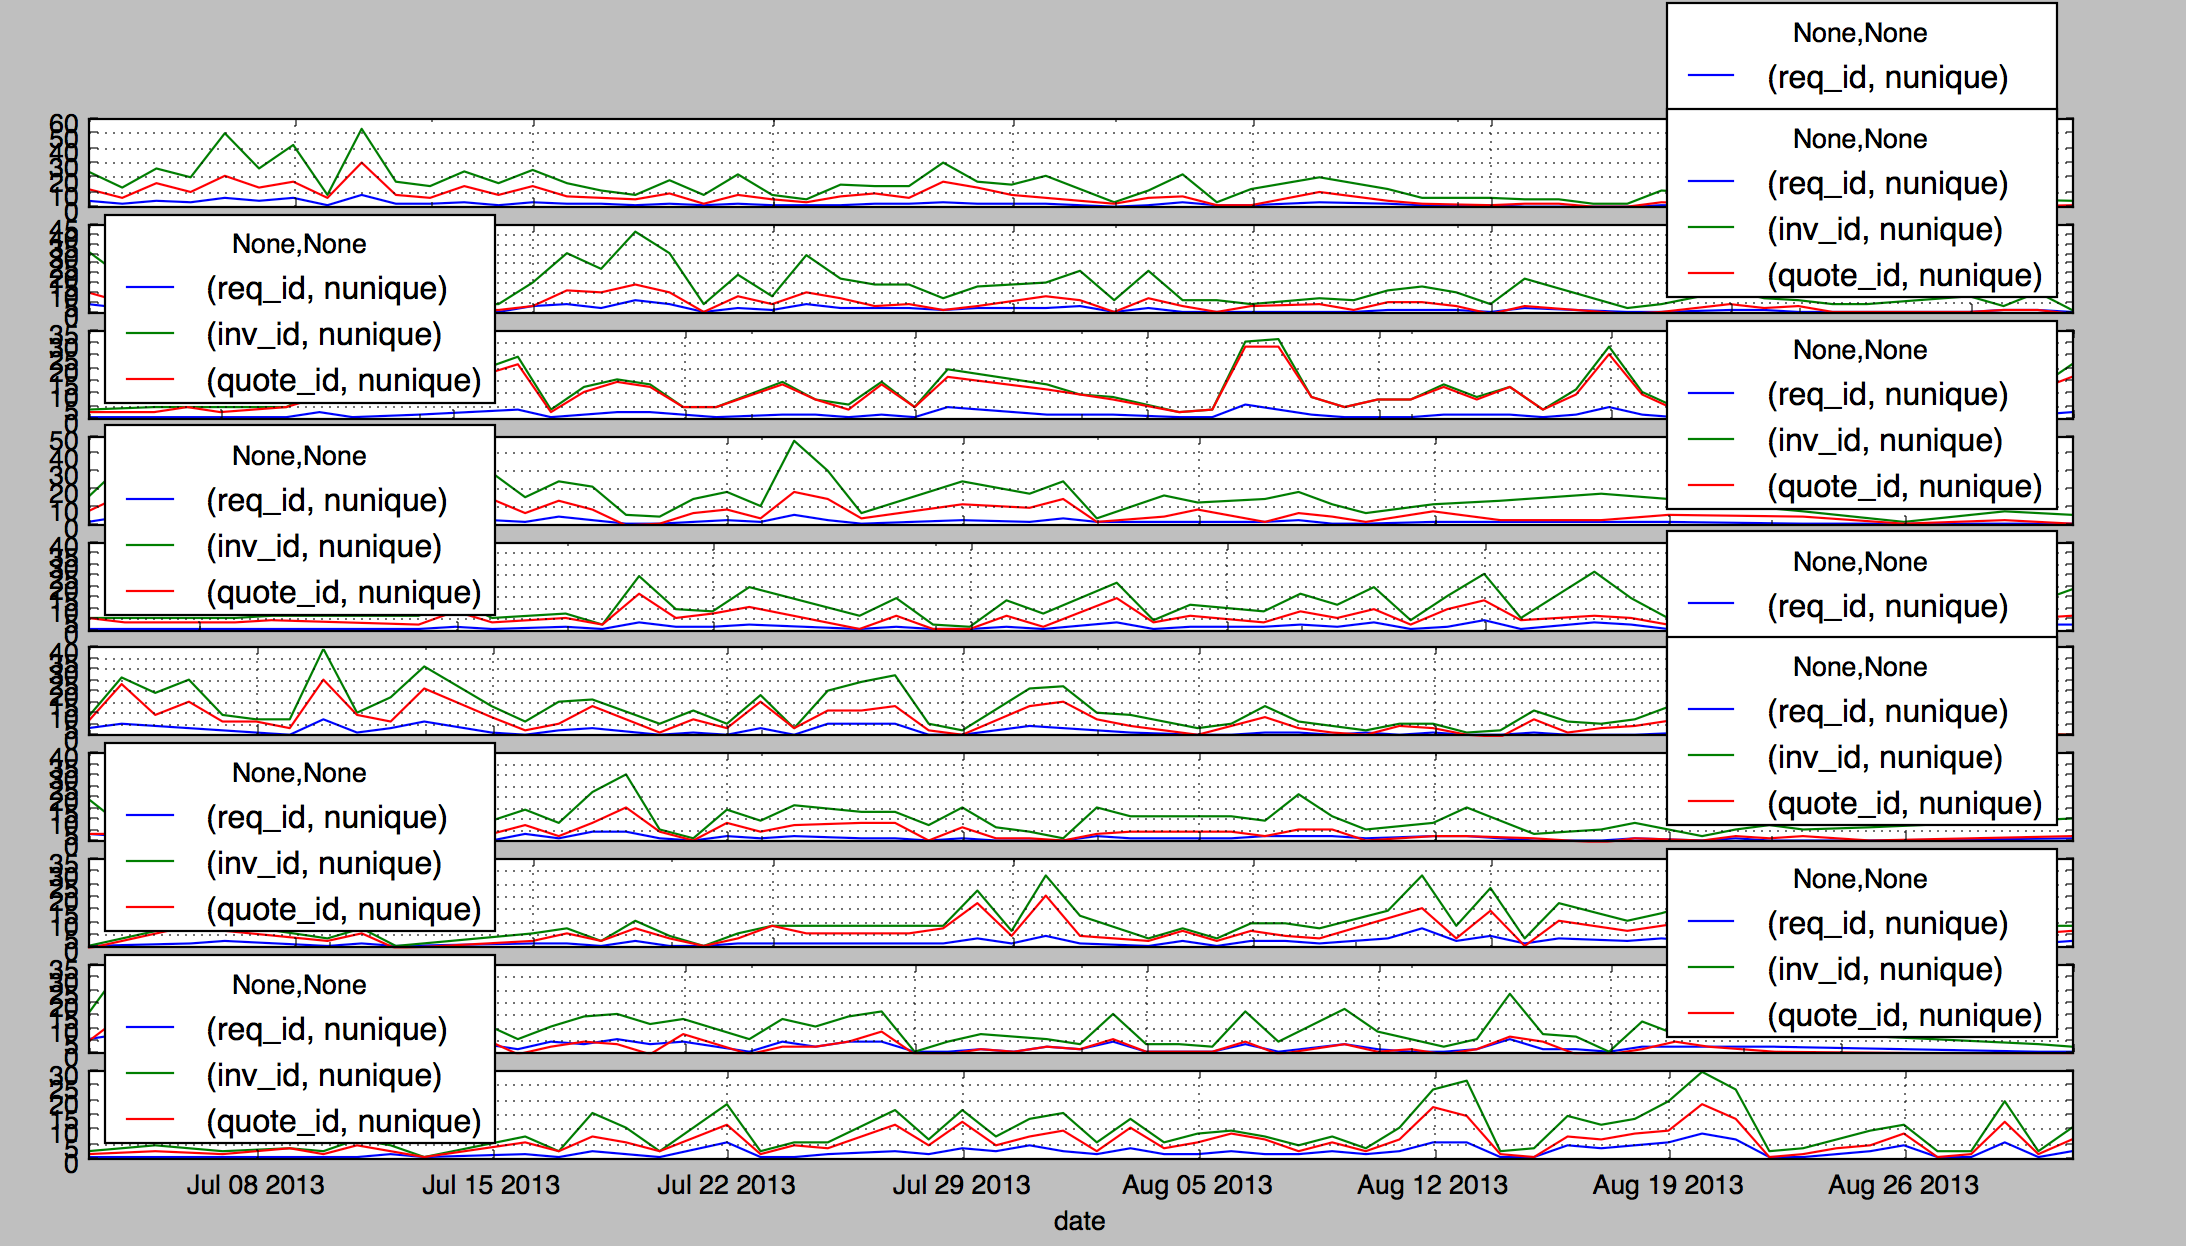 None,None
(req_id, nunique)
None,None
(req_id, nunique)
(inv_id, nunique)
(quote_id, nunique)
None,None
(req_id, nunique)
(inv_id, nunique)
(quote_id, nunique)
None,None
(req_id, nunique)
(inv_id, nunique)
(quote_id, nunique)
None,None
(req_id, nunique)
(inv_id, nunique)
(quote_id, nunique)
None,None
(req_id, nunique)
None,None
(req_id, nunique)
(inv_id, nunique)
(quote_id, nunique)
None,None
(req_id, nunique)
(inv_id, nunique)
(quote_id, nunique)
None,None
(req_id, nunique)
(inv_id, nunique)
(quote_id, nunique)
None,None
(req_id, nunique)
(inv_id, nunique)
(quote_id, nunique)
60
50
40
30
20
10
0
50
40
30
20
10
0
30
25
20
15
10
5
0
Jul 08 2013 Jul 15 2013 Jul 22 2013 Jul 29 2013 Aug 05 2013 Aug 12 2013 Aug 19 2013 Aug 26 2013
date